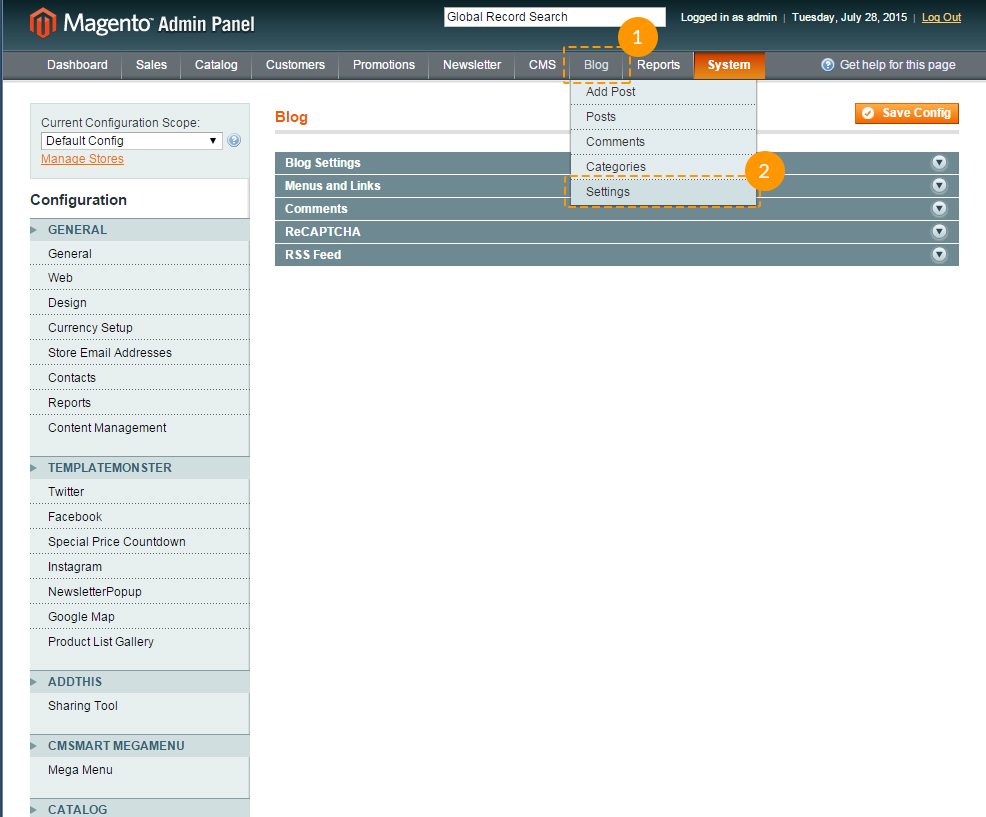 Magento™ Admin Panel
Global Record Search
Logged in as admin | Tuesday, July 28, 2015 | Log Out
1
Dashboard Sales Catalog Customers Promotions Newsletter CMS Blog Reports System Get help for this page
Add Post
Posts
Comments
Categories
Settings
2
Current Configuration Scope:
Default Config
Manage Stores
Configuration
GENERAL
General
Web
Design
Currency Setup
Store Email Addresses
Contacts
Reports
Content Management
TEMPLATEMONSTER
Twitter
Facebook
Special Price Countdown
Instagram
NewsletterPopup
Google Map
Product List Gallery
ADDTHIS
Sharing Tool
CMSMART MEGAMENU
Mega Menu
CATALOG
Blog
Save Config
Blog Settings
Menus and Links
Comments
ReCAPTCHA
RSS Feed